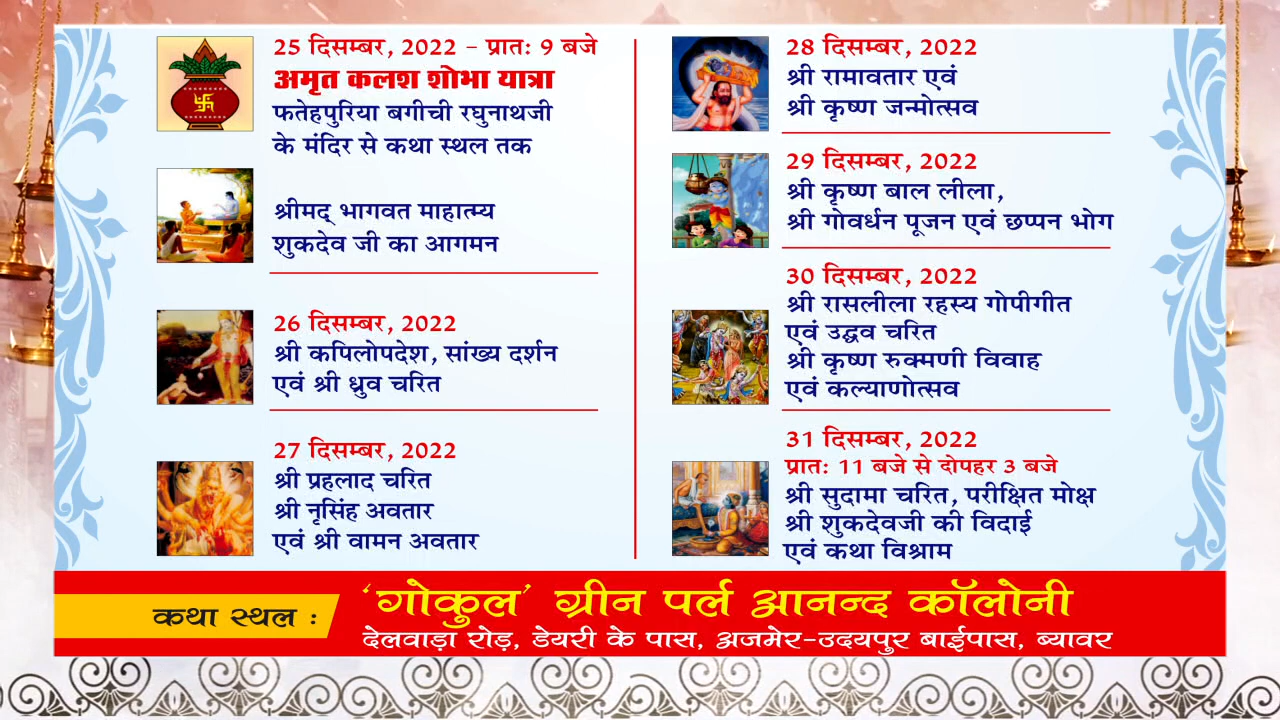 25 दिसम्बर, 2022 - प्रातः 9 बजे
अमृत कलश शोभा यात्रा
फतेहपुरिया बगीची रघुनाथजी
के मंदिर से कथा स्थल तक
श्रीमद् भागवत माहात्म्य
शुकदेव जी का आगमन
26 दिसम्बर, 2022
श्री कपिलोपदेश, सांख्य दर्शन
एवं श्री ध्रुव चरित
27 दिसम्बर, 2022
श्री प्रहलाद चरित
श्री नृसिंह अवतार
एवं श्री वामन अवतार
28 दिसम्बर, 2022
श्री रामावतार एवं
श्री कृष्ण जन्मोत्सव
29 दिसम्बर, 2022
श्री कृष्ण बाल लीला,
श्री गोवर्धन पूजन एवं छप्पन भोग
30 दिसम्बर, 2022
श्री रासलीला रहस्य गोपीगीत
एवं उद्धव चरित
श्री कृष्ण रुक्मणी विवाह
एवं कल्याणोत्सव
31 दिसम्बर, 2022
प्रातः 11 बजे से दोपहर 3 बजे
श्री सुदामा चरित, परीक्षित मोक्ष
श्री शुकदेवजी की विदाई
एवं कथा विश्राम
कथा स्थल :
‘गोकुल’ ग्रीन पर्ल आनन्द कॉलोनी
देलवाड़ा रोड़, डेयरी के पास, अजमेर-उदयपुर बाईपास, ब्यावर